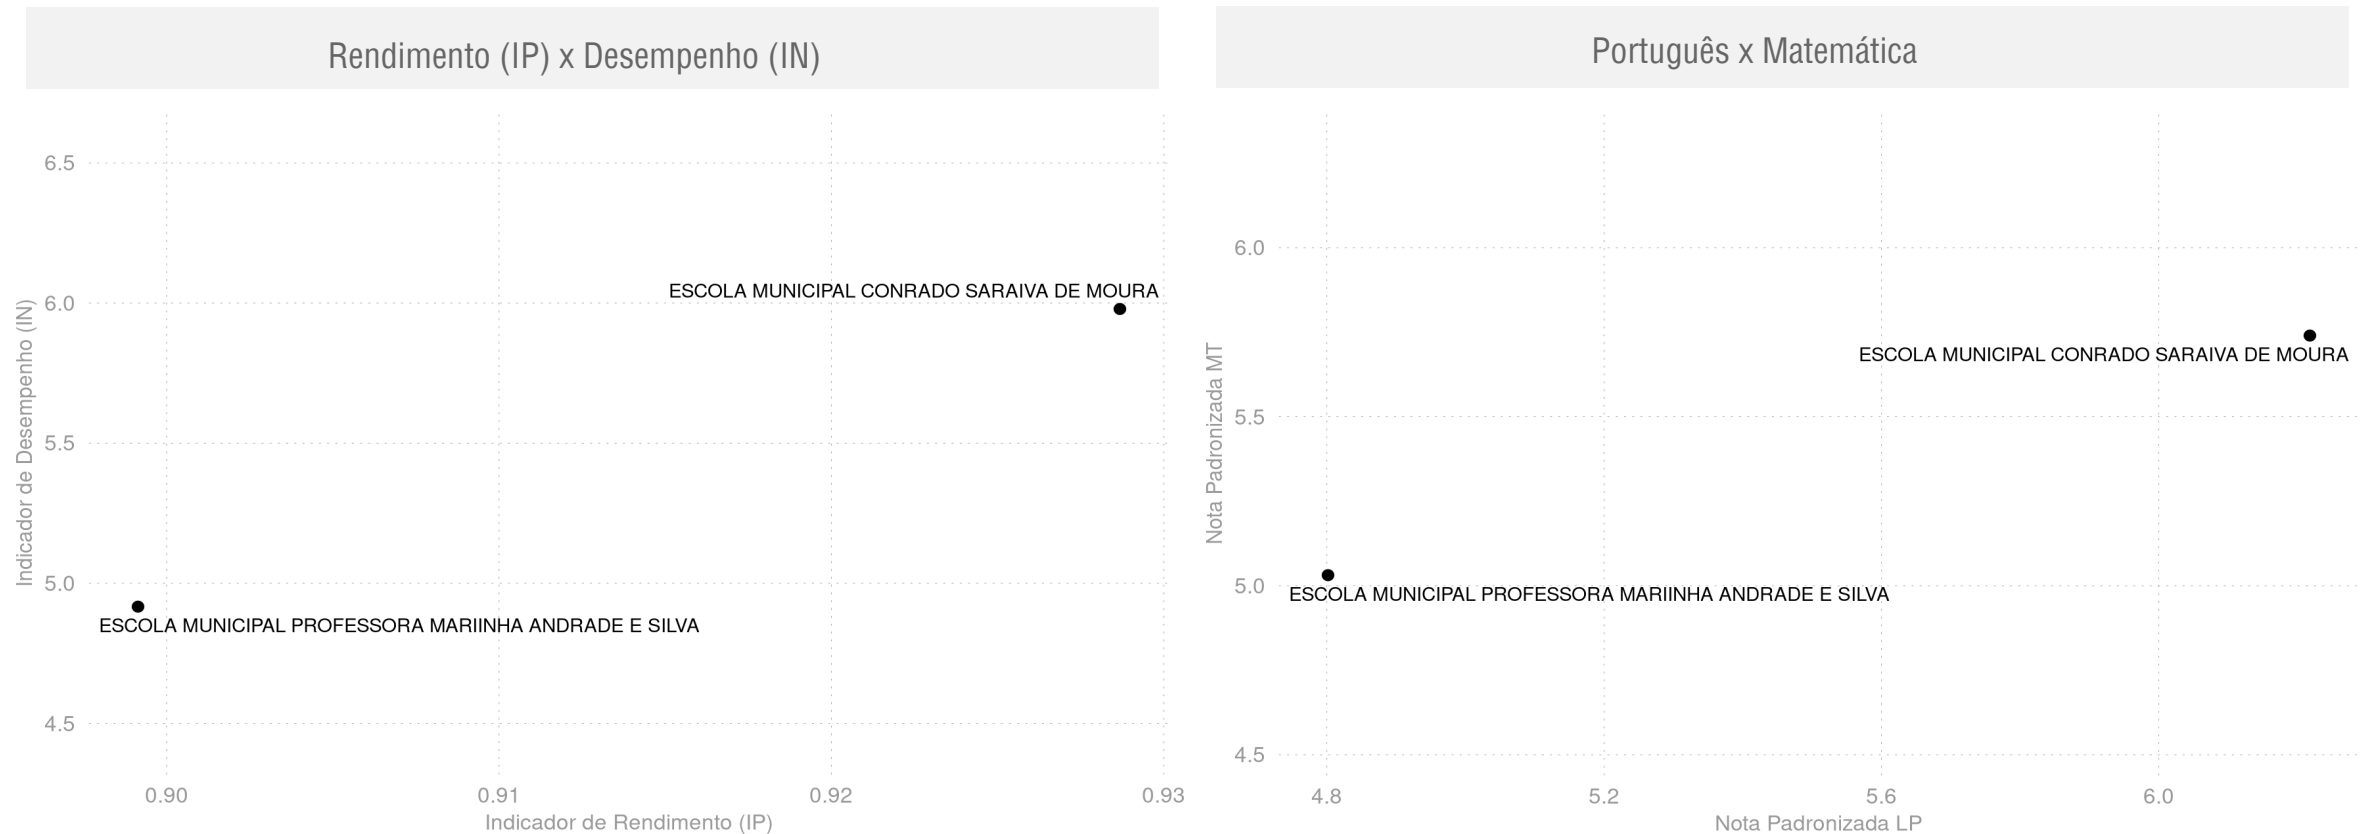 Rendimento (IP) x Desempenho (IN)
6.5
6.0
5.5
5.0
4.5
Indicador de Desempenho (IN)
ESCOLA MUNICIPAL CONRADO SARAIVA DE MOURA
ESCOLA MUNICIPAL PROFESSORA MARIINHA ANDRADE E SILVA
0.90 0.91 0.92 0.93
Indicador de Rendimento (IP)
Português x Matemática
6.0
5.5
5.0
4.5
Nota Padronizada MT
ESCOLA MUNICIPAL CONRADO SARAIVA DE MOURA
ESCOLA MUNICIPAL PROFESSORA MARIINHA ANDRADE E SILVA
4.8 5.2 5.6 6.0
Nota Padronizada LP